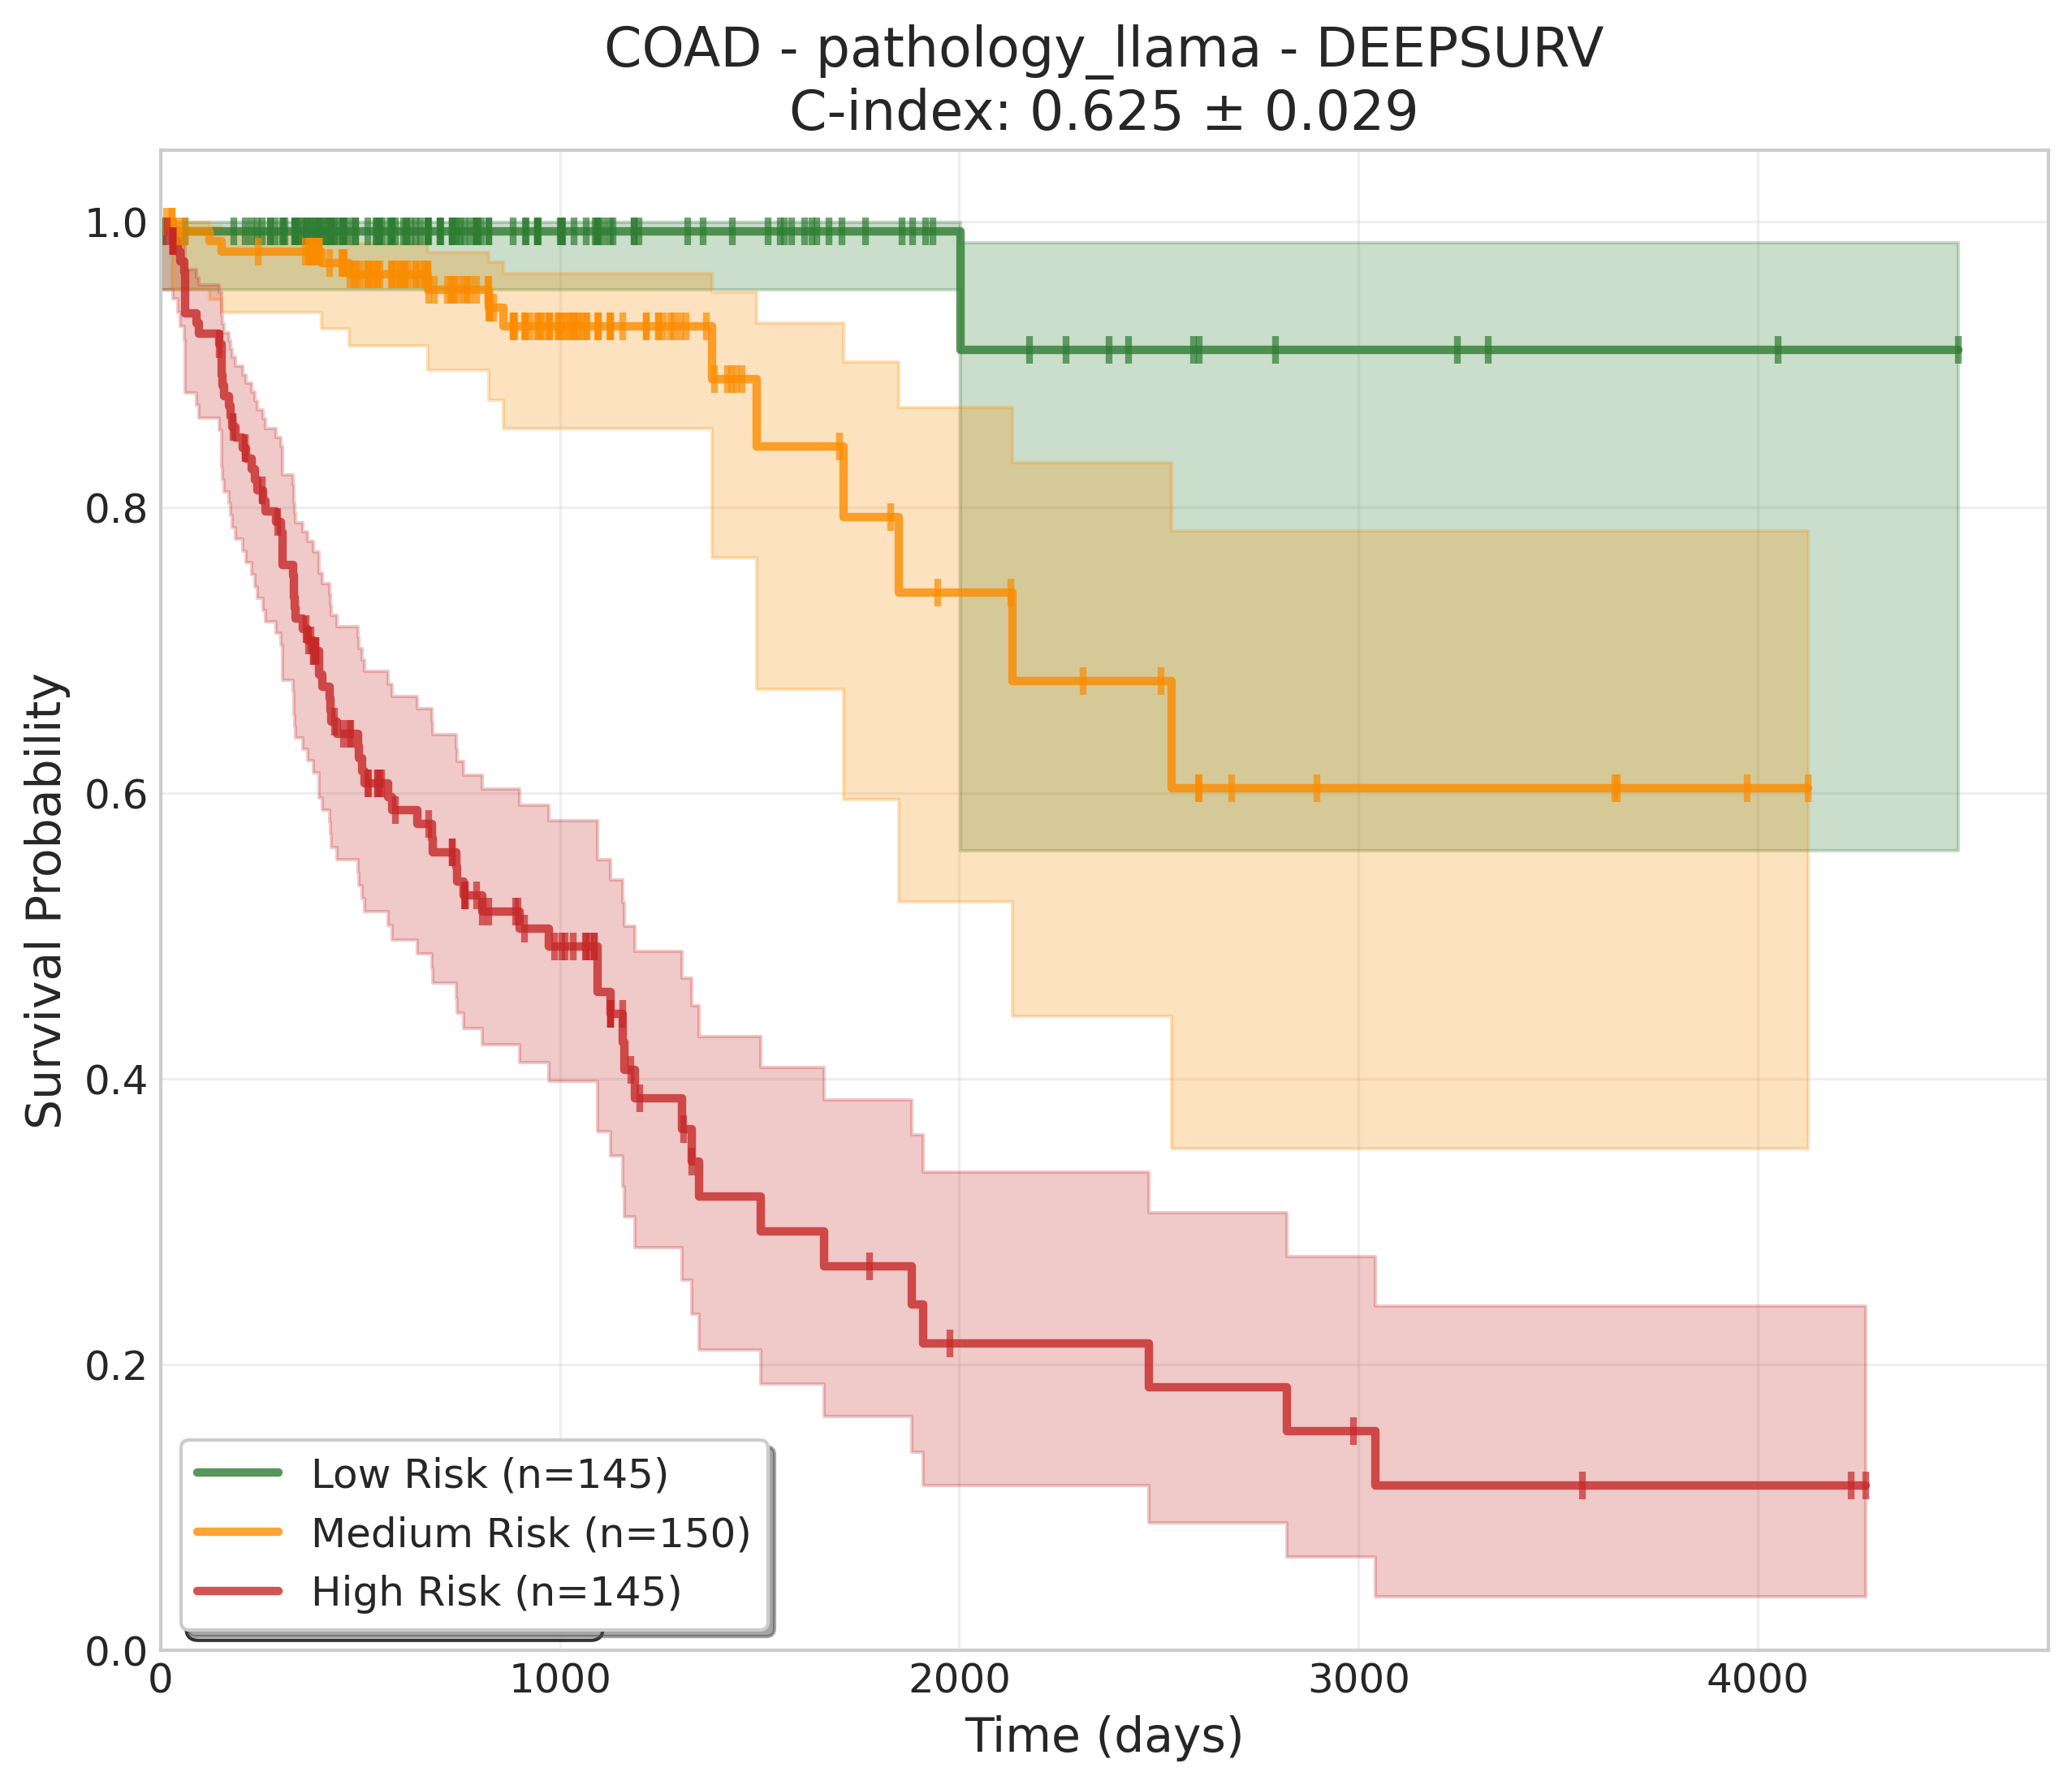 COAD - pathology_llama - DEEPSURV
C-index: 0.625 ± 0.029
Survival Probability
1.0
0.8
0.6
0.4
0.2
0.0
Low Risk (n=145)
Medium Risk (n=150)
High Risk (n=145)
0 1000 2000 3000 4000
Time (days)